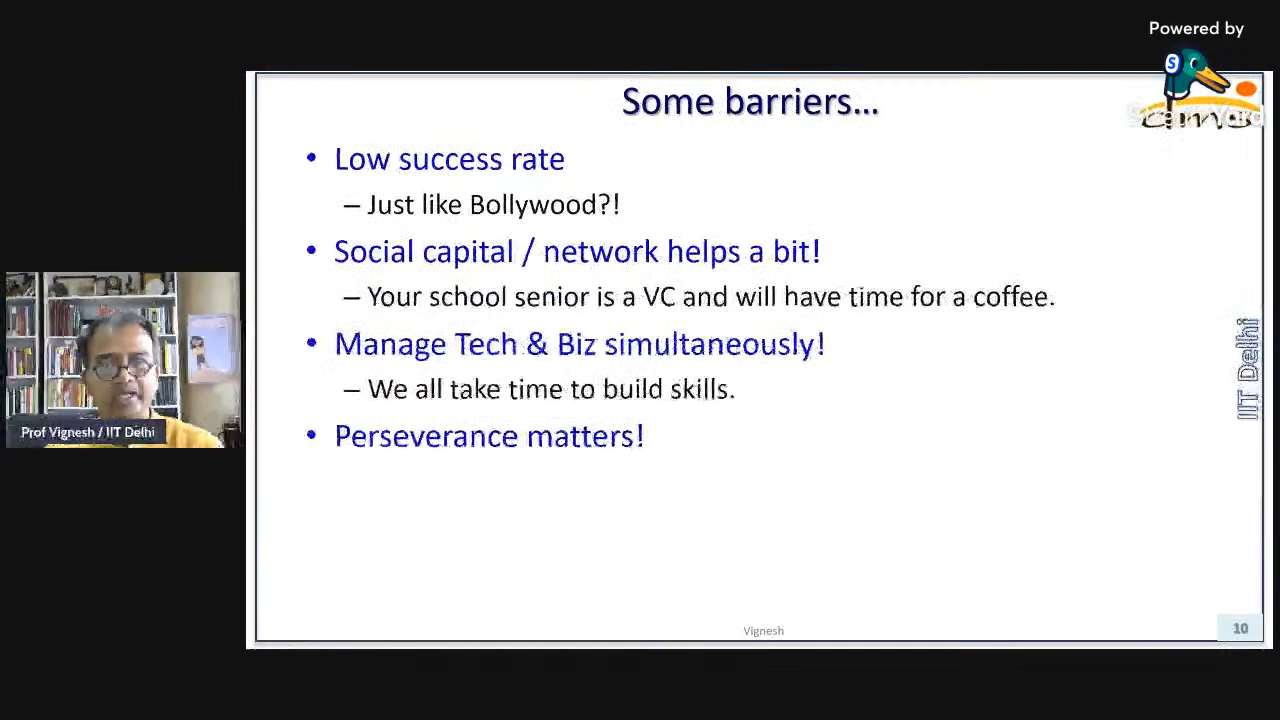 Powered by
StreamYard
Some barriers...
• Low success rate
– Just like Bollywood?!
• Social capital / network helps a bit!
– Your school senior is a VC and will have time for a coffee.
• Manage Tech & Biz simultaneously!
– We all take time to build skills.
• Perseverance matters!
IIT Delhi
Prof Vignesh / IIT Delhi
Vignesh
10